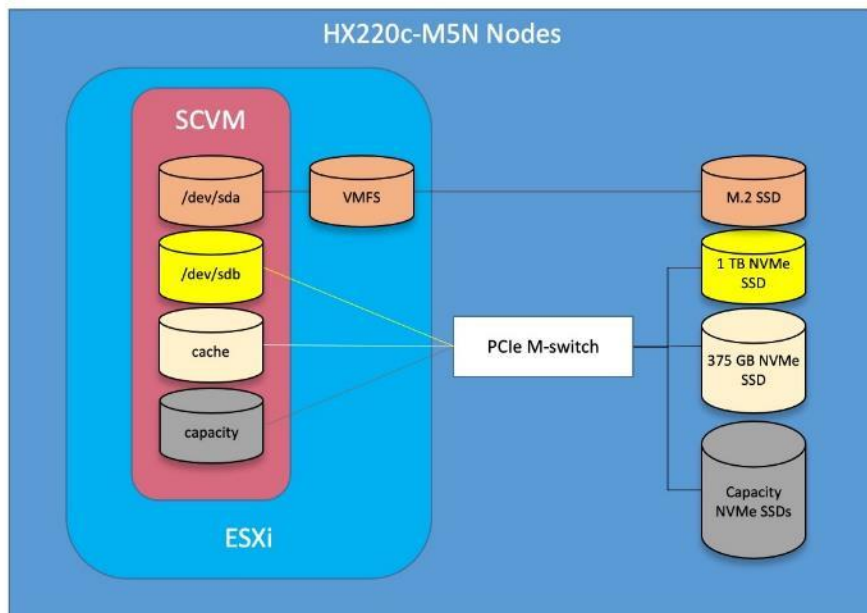 HX220c-M5N Nodes
SCVM
/dev/sda
VMFS
M.2 SSD
/dev/sdb
1 TB NVMe
SSD
cache
PCIe M-switch
375 GB NVMe
SSD
capacity
Capacity
NVMe SSDs
ESXi